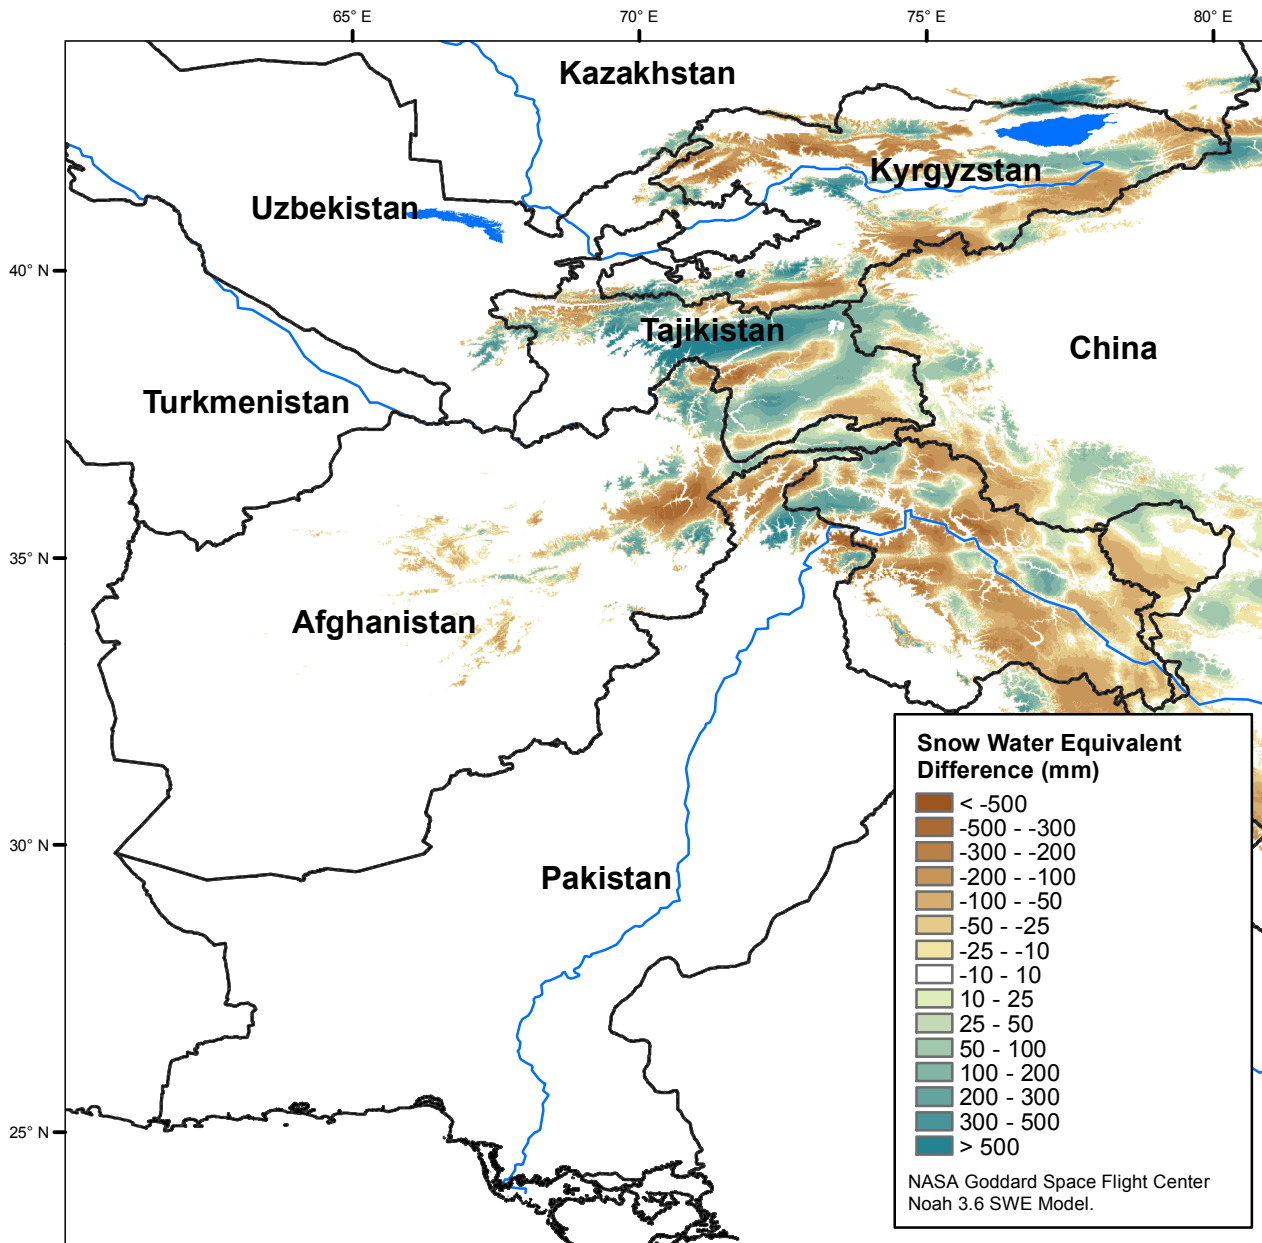 65° E
70° E
75° E
80° E
Kazakhstan
Kyrgyzstan
Uzbekistan
40° N
Tajikistan
China
Turkmenistan
35° N
Afghanistan
30° N
Pakistan
25° N
Snow Water Equivalent
Difference (mm)
< -500
-500 - -300
-300 - -200
-200 - -100
-100 - -50
-50 - -25
-25 - -10
-10 - 10
10 - 25
25 - 50
50 - 100
100 - 200
200 - 300
300 - 500
> 500
NASA Goddard Space Flight Center
Noah 3.6 SWE Model.